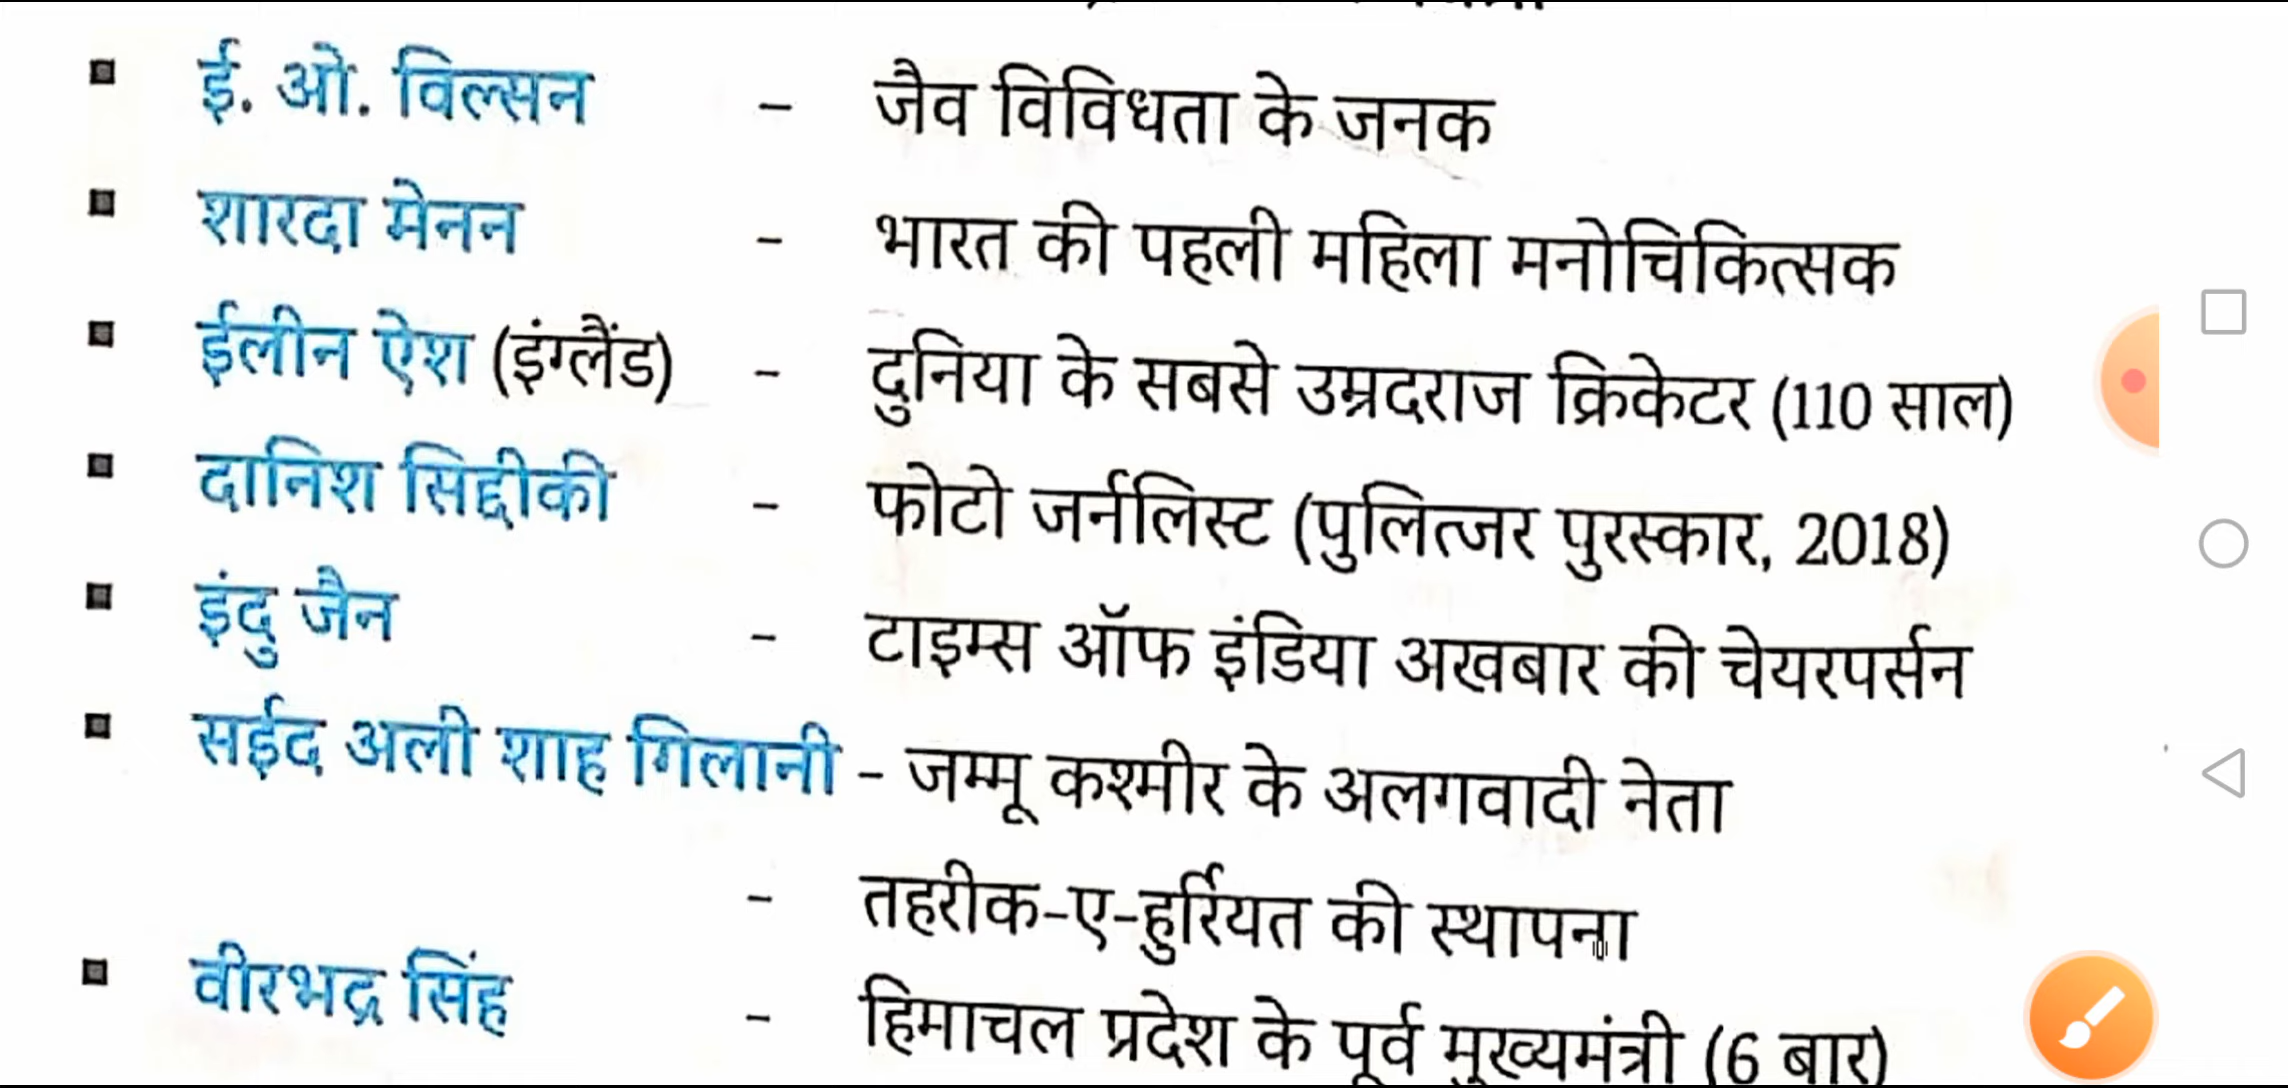 ▪ ई. ओ. विल्सन - जैव विविधता के जनक
▪ शारदा मेनन - भारत की पहली महिला मनोचिकित्सक
▪ ईलीन ऐश (इंग्लैंड) - दुनिया के सबसे उम्रदराज क्रिकेटर (110 साल)
▪ दानिश सिद्दीकी - फोटो जर्नलिस्ट (पुलित्जर पुरस्कार, 2018)
▪ इंदु जैन - टाइम्स ऑफ इंडिया अखबार की चेयरपर्सन
▪ सईद अली शाह गिलानी - जम्मू कश्मीर के अलगवादी नेता
- तहरीक-ए-हुर्रियत की स्थापना
▪ वीरभद्र सिंह - हिमाचल प्रदेश के पूर्व मुख्यमंत्री (6 बार)